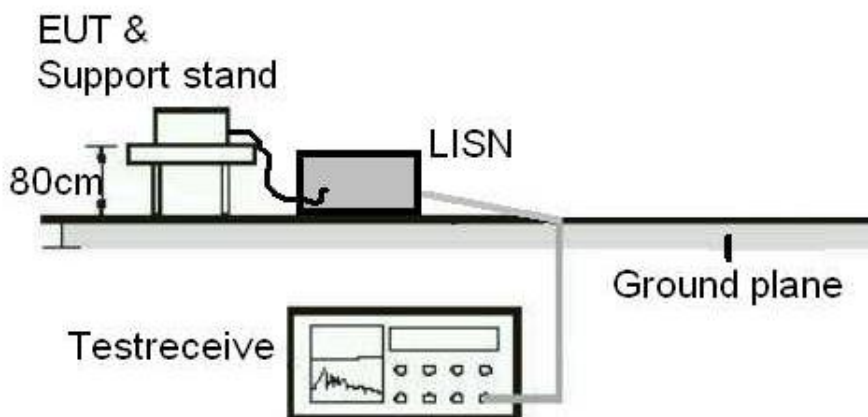 EUT &
Support stand
LISN
80cm
Ground plane
Testreceive